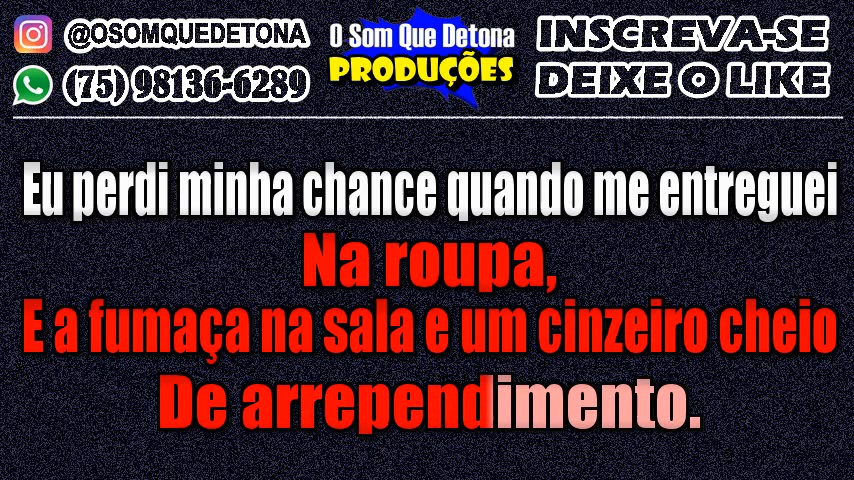 @OSOMQUEDETONA
(75) 98136-6289
O Som Que Detona
PRODUÇÕES
INSCREVA-SE
DEIXE O LIKE
Eu perdi minha chance quando me entreguei
Na roupa,
E a fumaça na sala e um cinzeiro cheio
De arrependimento.